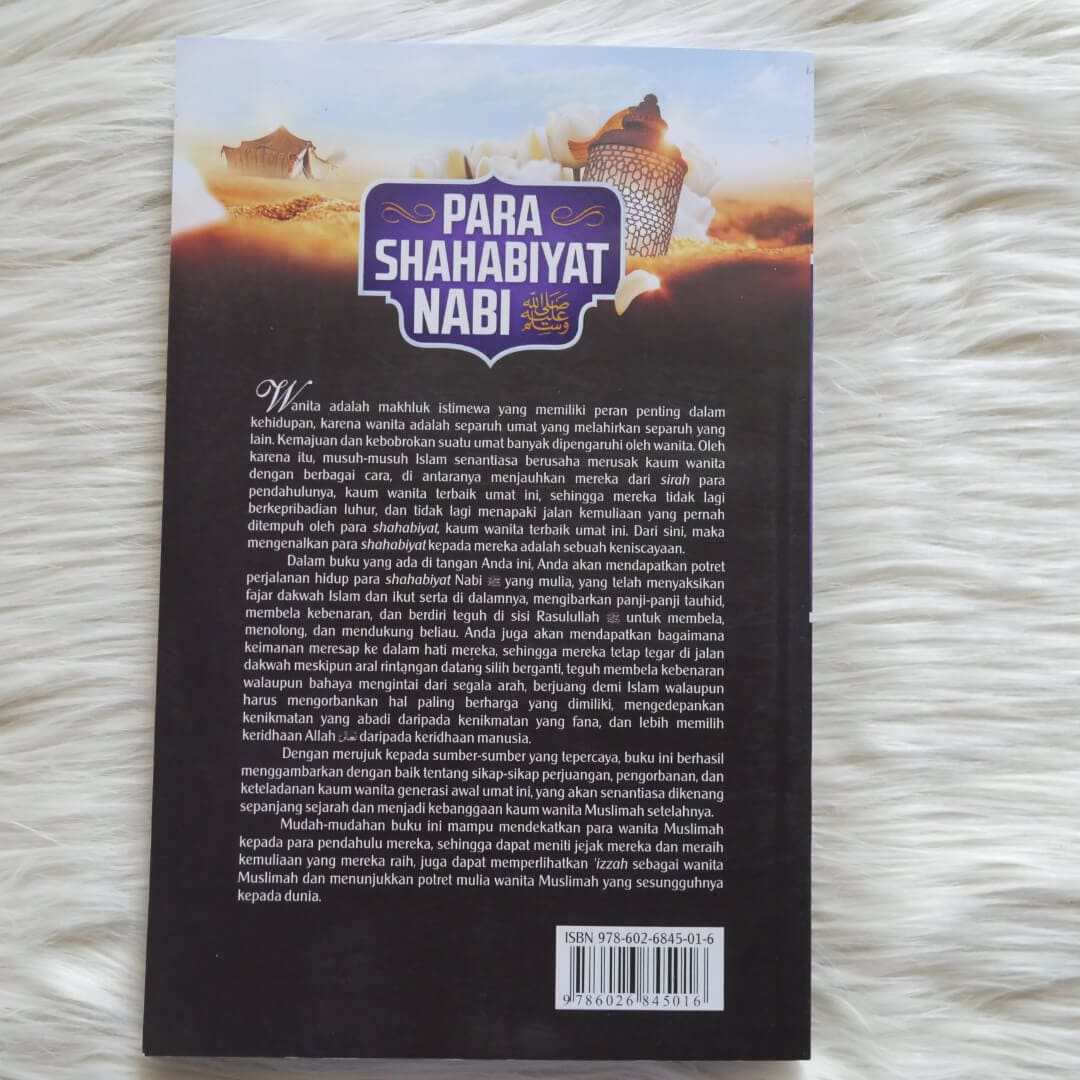 PARA
SHAHABIYAT
NABI ﷺ
Wanita adalah makhluk istimewa yang memiliki peran penting dalam
kehidupan, karena wanita adalah separuh umat yang melahirkan separuh yang
lain. Kemajuan dan kebobrokan suatu umat banyak dipengaruhi oleh wanita. Oleh
karena itu, musuh-musuh Islam senantiasa berusaha merusak kaum wanita
dengan berbagai cara, di antaranya menjauhkan mereka dari sirah para
pendahulunya, kaum wanita terbaik umat ini, sehingga mereka tidak lagi
berkepribadian luhur, dan tidak lagi menapaki jalan kemuliaan yang pernah
ditempuh oleh para shahabiyat, kaum wanita terbaik umat ini. Dari sini, maka
mengenalkan para shahabiyat kepada mereka adalah sebuah keniscayaan.
Dalam buku yang ada di tangan Anda ini, Anda akan mendapatkan potret
perjalanan hidup para shahabiyat Nabi ﷺ yang mulia, yang telah menyaksikan
fajar dakwah Islam dan ikut serta di dalamnya, mengibarkan panji-panji tauhid,
membela kebenaran, dan berdiri teguh di sisi Rasulullah ﷺ untuk membela,
menolong, dan mendukung beliau. Anda juga akan mendapatkan bagaimana
keimanan meresap ke dalam hati mereka, sehingga mereka tetap tegar di jalan
dakwah meskipun aral rintangan datang silih berganti, teguh membela kebenaran
walaupun bahaya mengintai dari segala arah, berjuang demi Islam walaupun
harus mengorbankan hal paling berharga yang dimiliki, mengedepankan
kenikmatan yang abadi daripada kenikmatan yang fana, dan lebih memilih
keridhaan Allah تعالى daripada keridhaan manusia.
Dengan merujuk kepada sumber-sumber yang tepercaya, buku ini berhasil
menggambarkan dengan baik tentang sikap-sikap perjuangan, pengorbanan, dan
keteladanan kaum wanita generasi awal umat ini, yang akan senantiasa dikenang
sepanjang sejarah dan menjadi kebanggaan kaum wanita Muslimah setelahnya.
Mudah-mudahan buku ini mampu mendekatkan para wanita Muslimah
kepada para pendahulu mereka, sehingga dapat meniti jejak mereka dan meraih
kemuliaan yang mereka raih, juga dapat memperlihatkan 'izzah sebagai wanita
Muslimah dan menunjukkan potret mulia wanita Muslimah yang sesungguhnya
kepada dunia.
ISBN 978-602-6845-01-6
9 786026 845016